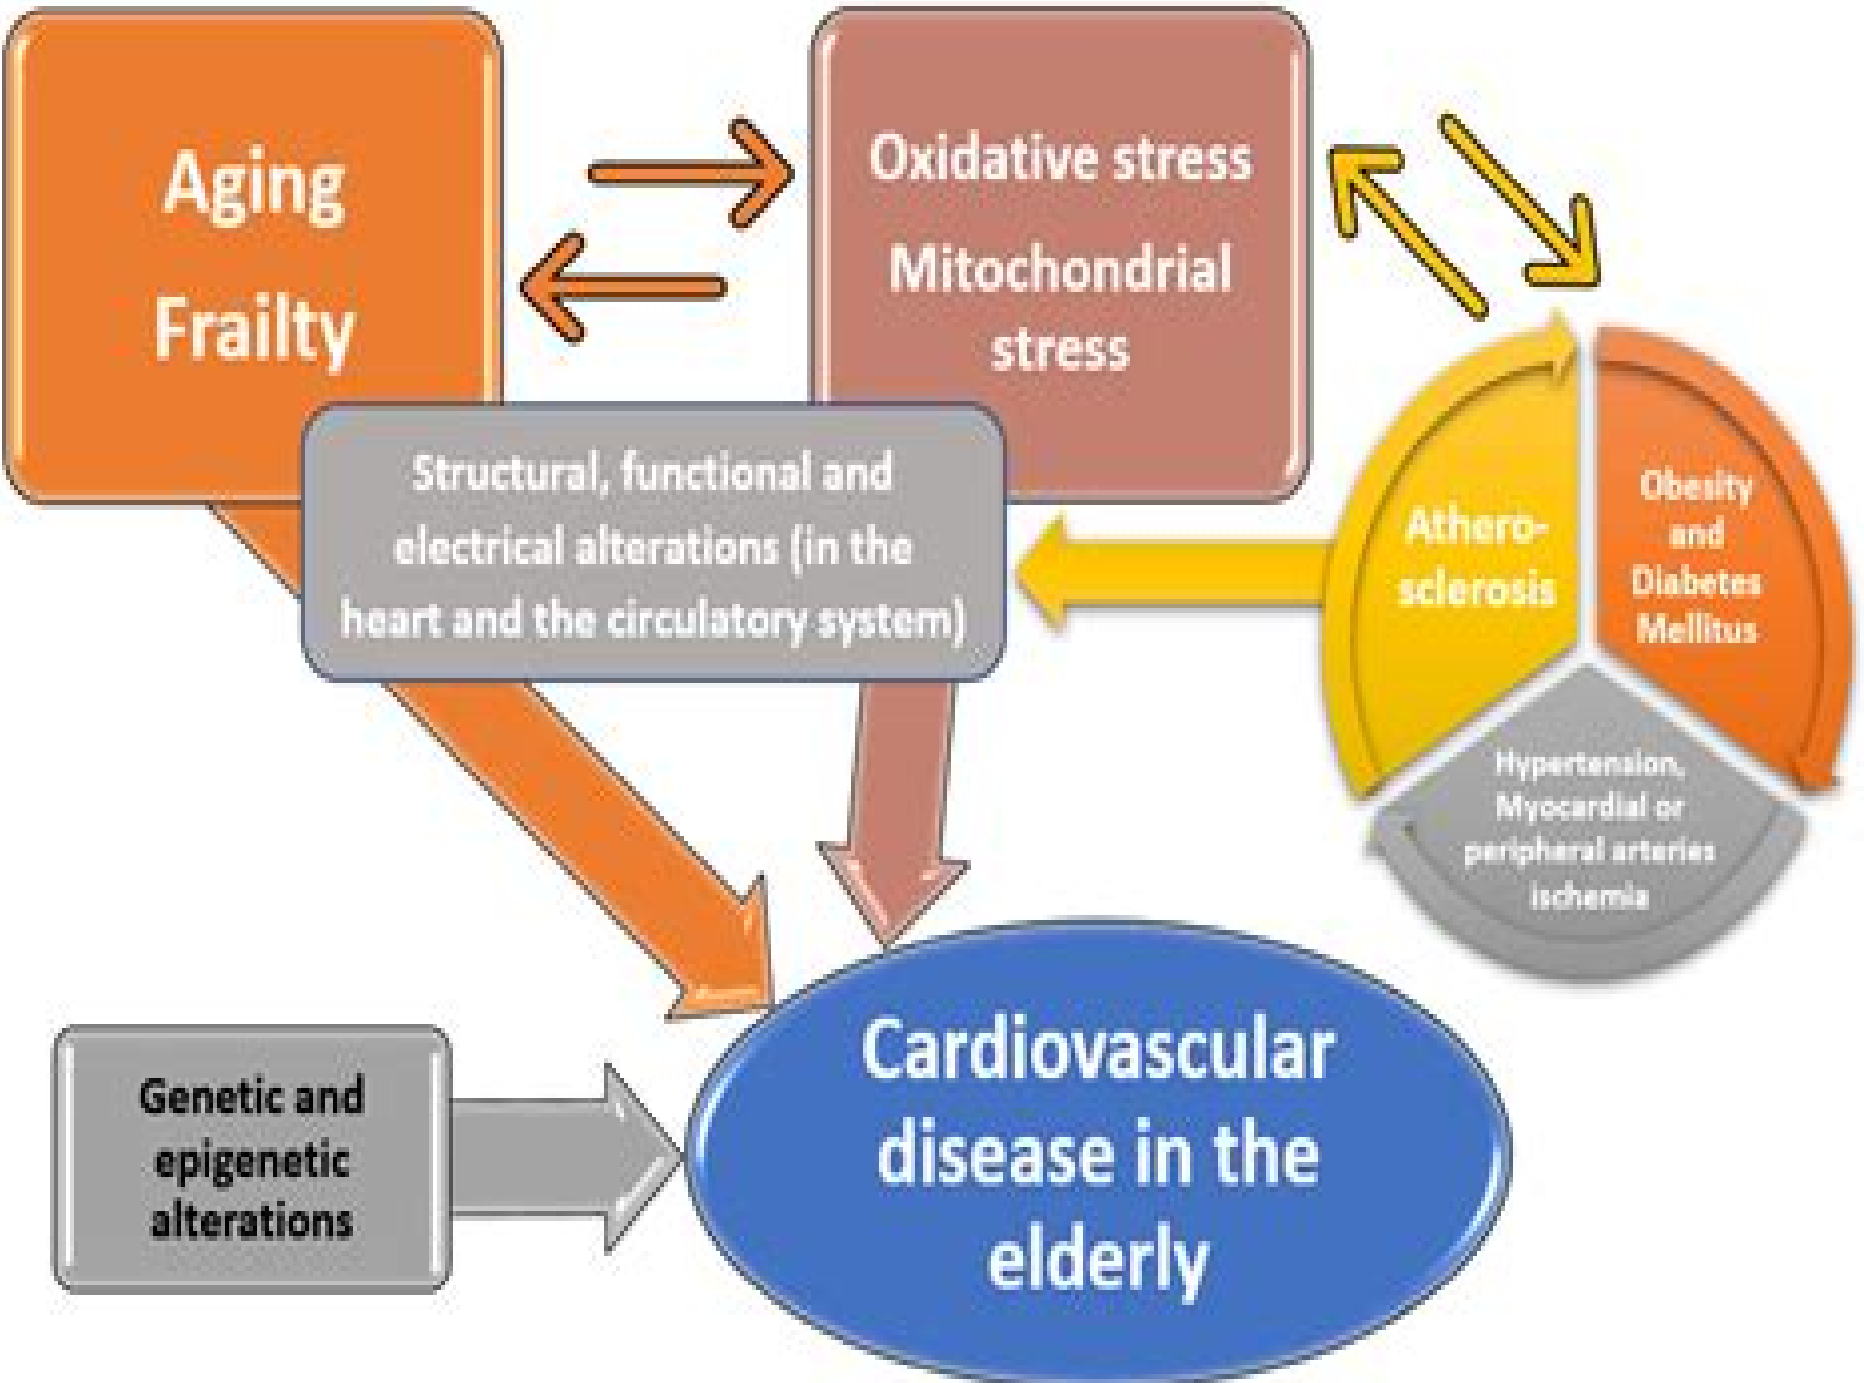 Aging
Frailty
Oxidative stress
Mitochondrial
stress
Structural, functional and
electrical alterations (in the
heart and the circulatory system)
Athero-
sclerosis
Obesity
and
Diabetes
Mellitus
Hypertension,
Myocardial or
peripheral arteries
ischemia
Genetic and
epigenetic
alterations
Cardiovascular
disease in the
elderly